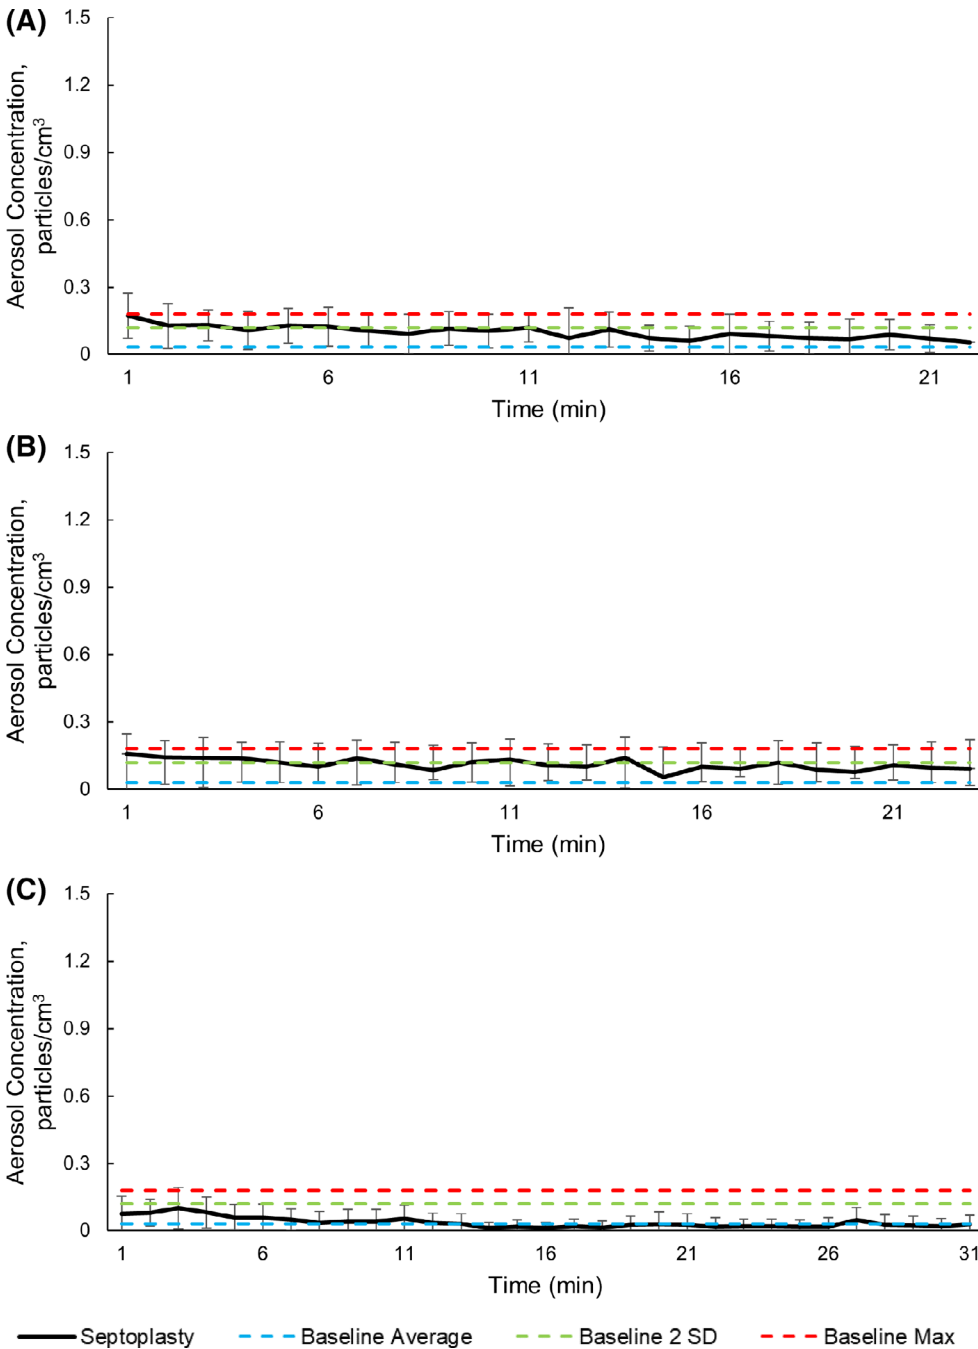 (A)
Aerosol Concentration,
particles/cm³
1.5
1.2
0.9
0.6
0.3
0
1 6 11 16 21
Time (min)
(B)
Aerosol Concentration,
particles/cm³
1.5
1.2
0.9
0.6
0.3
0
1 6 11 16 21
Time (min)
(C)
Aerosol Concentration,
particles/cm³
1.5
1.2
0.9
0.6
0.3
0
1 6 11 16 21 26 31
Time (min)
Septoplasty Baseline Average Baseline 2 SD Baseline Max